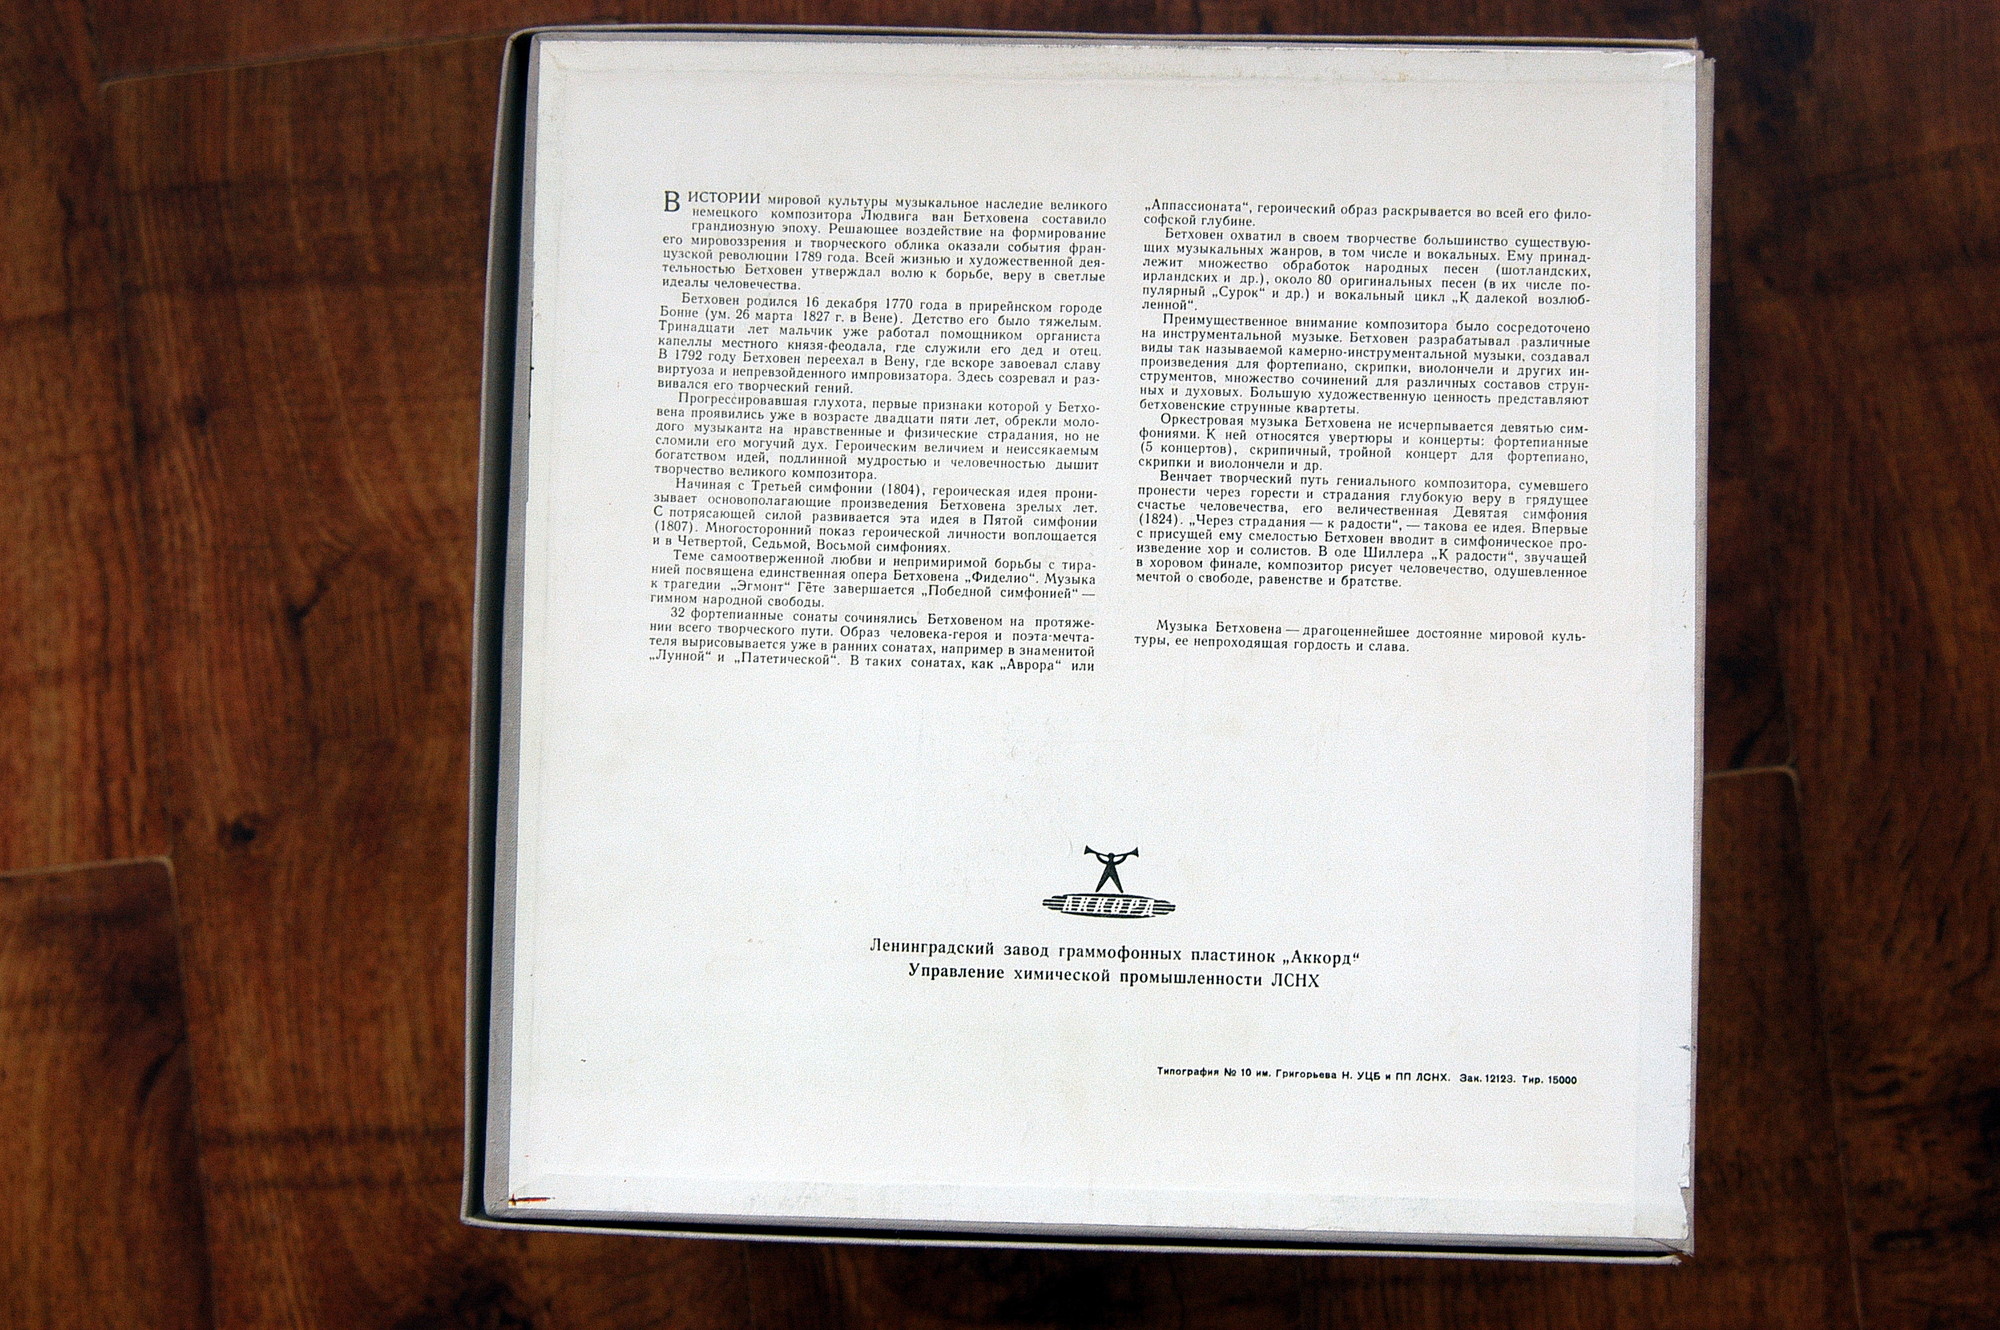 В ИСТОРИИ мировой культуры музыкальное наследие великого
немецкого композитора Людвига ван Бетховена составило
грандиозную эпоху. Решающее воздействие на формирование
его мировоззрения и творческого облика оказали события фран-
цузской революции 1789 года. Всей жизнью и художественной дея-
тельностью Бетховен утверждал волю к борьбе, веру в светлые
идеалы человечества.
Бетховен родился 16 декабря 1770 года в прирейнском городе
Бонне (ум. 26 марта 1827 г. в Вене). Детство его было тяжелым.
Тринадцати лет мальчик уже работал помощником органиста
капеллы местного князя-феодала, где служили его дед и отец.
В 1792 году Бетховен переехал в Вену, где вскоре завоевал славу
виртуоза и непревзойденного импровизатора. Здесь созревал и раз-
вивался его творческий гений.
Прогрессировавшая глухота, первые признаки которой у Бетхо-
вена проявились уже в возрасте двадцати пяти лет, обрекли моло-
дого музыканта на нравственные и физические страдания, но не
сломили его могучий дух. Героическим величием и неиссякаемым
богатством идей, подлинной мудростью и человечностью дышит
творчество великого композитора.
Начиная с Третьей симфонии (1804), героическая идея прони-
зывает основополагающие произведения Бетховена зрелых лет.
С потрясающей силой развивается эта идея в Пятой симфонии
(1807). Многосторонний показ героической личности воплощается
и в Четвертой, Седьмой, Восьмой симфониях.
Теме самоотверженной любви и непримиримой борьбы с тира-
нией посвящена единственная опера Бетховена „Фиделио“. Музыка
к трагедии „Эгмонт“ Гёте завершается „Победной симфонией“ —
гимном народной свободы.
32 фортепианные сонаты сочинялись Бетховеном на протяже-
нии всего творческого пути. Образ человека-героя и поэта-мечта-
теля вырисовывается уже в ранних сонатах, например в знаменитой
„Лунной“ и „Патетической“. В таких сонатах, как „Аврора“ или
„Аппассионата“, героический образ раскрывается во всей его фило-
софской глубине.
Бетховен охватил в своем творчестве большинство существую-
щих музыкальных жанров, в том числе и вокальных. Ему принад-
лежит множество обработок народных песен (шотландских,
ирландских и др.), около 80 оригинальных песен (в их числе по-
пулярный „Сурок“ и др.) и вокальный цикл „К далекой возлюб-
ленной“.
Преимущественное внимание композитора было сосредоточено
на инструментальной музыке. Бетховен разрабатывал различные
виды так называемой камерно-инструментальной музыки, создавал
произведения для фортепиано, скрипки, виолончели и других ин-
струментов, множество сочинений для различных составов струн-
ных и духовых. Большую художественную ценность представляют
бетховенские струнные квартеты.
Оркестровая музыка Бетховена не исчерпывается девятью сим-
фониями. К ней относятся увертюры и концерты: фортепианные
(5 концертов), скрипичный, тройной концерт для фортепиано,
скрипки и виолончели и др.
Венчает творческий путь гениального композитора, сумевшего
пронести через горести и страдания глубокую веру в грядущее
счастье человечества, его величественная Девятая симфония
(1824). „Через страдания — к радости“, — такова ее идея. Впервые
с присущей ему смелостью Бетховен вводит в симфоническое про-
изведение хор и солистов. В оде Шиллера „К радости“, звучащей
в хоровом финале, композитор рисует человечество, одушевленное
мечтой о свободе, равенстве и братстве.
Музыка Бетховена — драгоценнейшее достояние мировой куль-
туры, ее непроходящая гордость и слава.
АККОРД
Ленинградский завод граммофонных пластинок „Аккорд“
Управление химической промышленности ЛСНХ
Типография № 10 им. Григорьева Н. УЦБ и ПП ЛСНХ. Зак. 12123. Тир. 15000